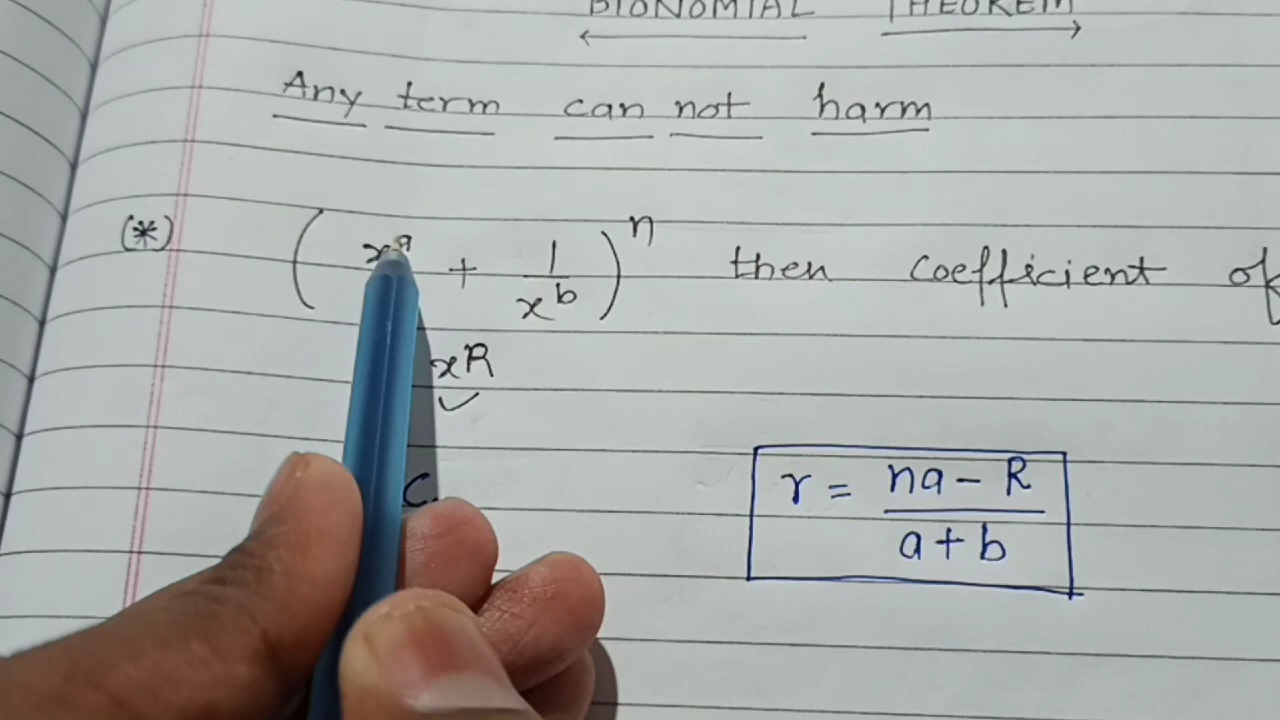 BIONOMIAL THEOREM
Any term can not harm
(*) (x^a + 1/x^b)^n then coefficient of
x^R
C
r = (na - R)/(a + b)